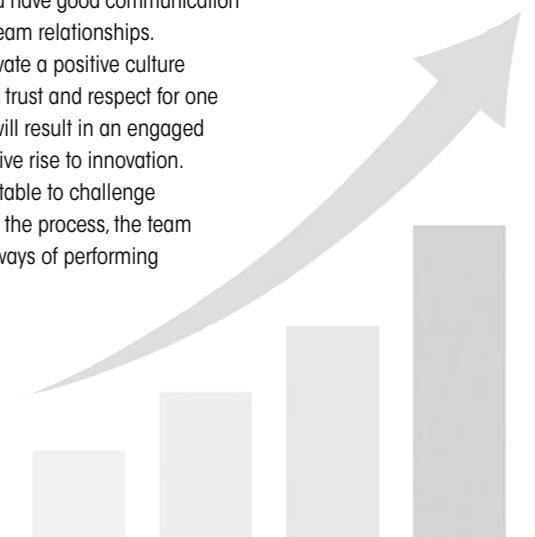 have good communication
eam relationships.
vate a positive culture
trust and respect for one
will result in an engaged
ive rise to innovation.
table to challenge
the process, the team
ways of performing